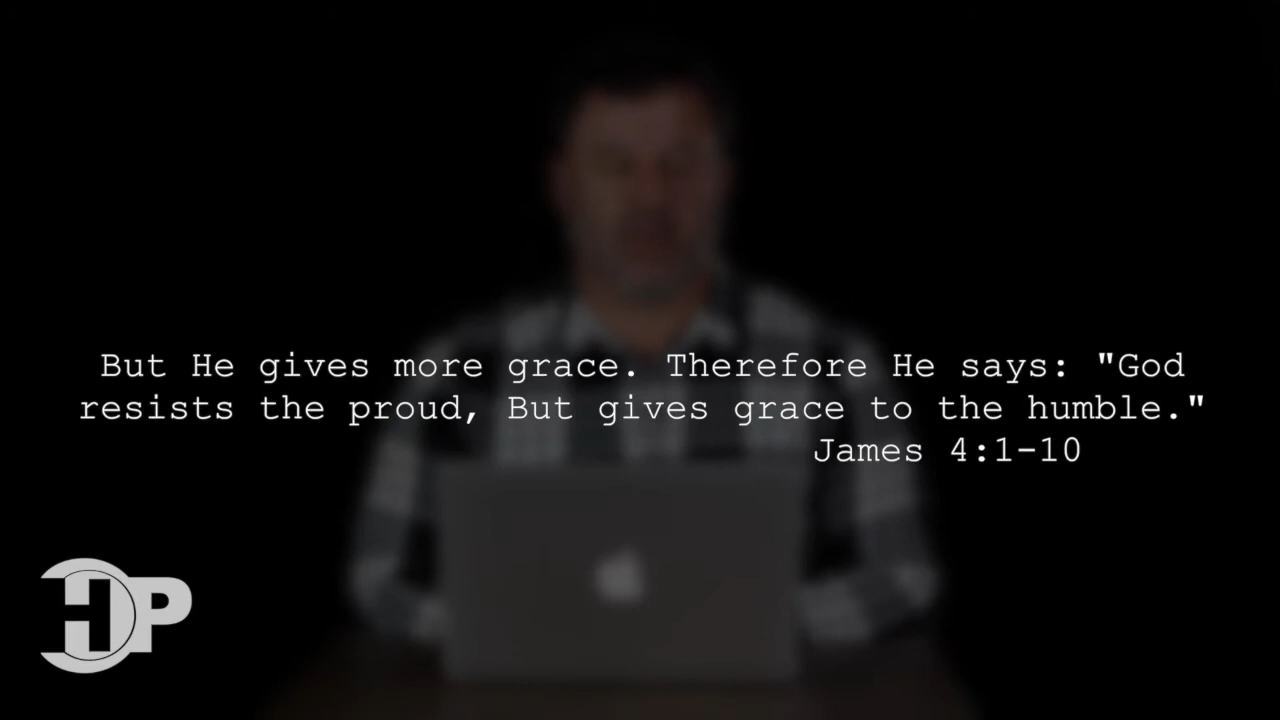 But He gives more grace. Therefore He says: "God
resists the proud, But gives grace to the humble."
James 4:1-10
HP